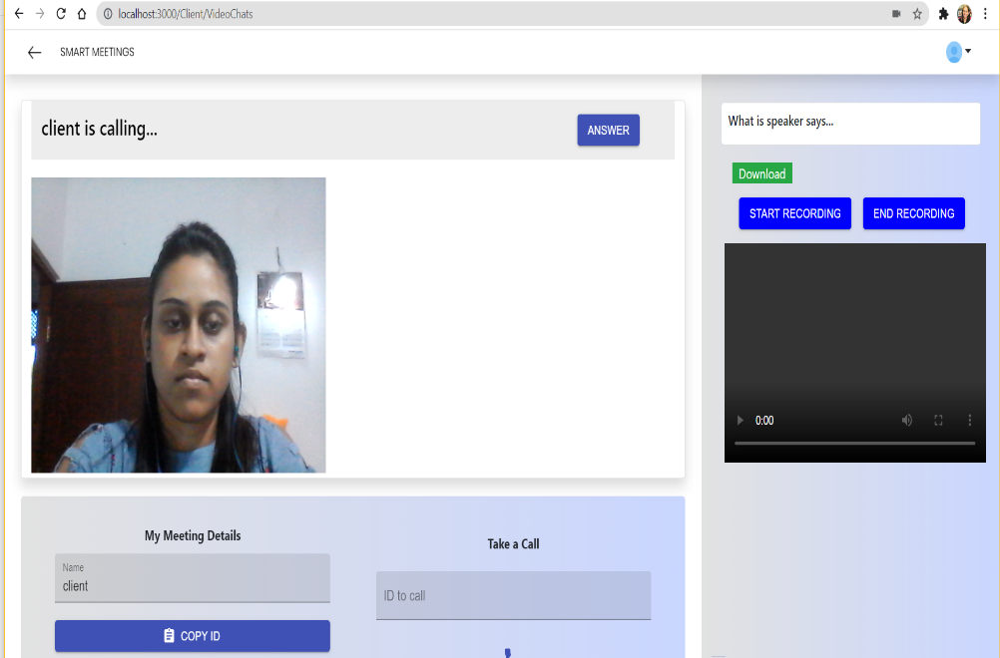 localhost:3000/Client/VideoChats
SMART MEETINGS
client is calling...
ANSWER
What is speaker says...
Download
START RECORDING
END RECORDING
0:00
My Meeting Details
Name
client
COPY ID
Take a Call
ID to call